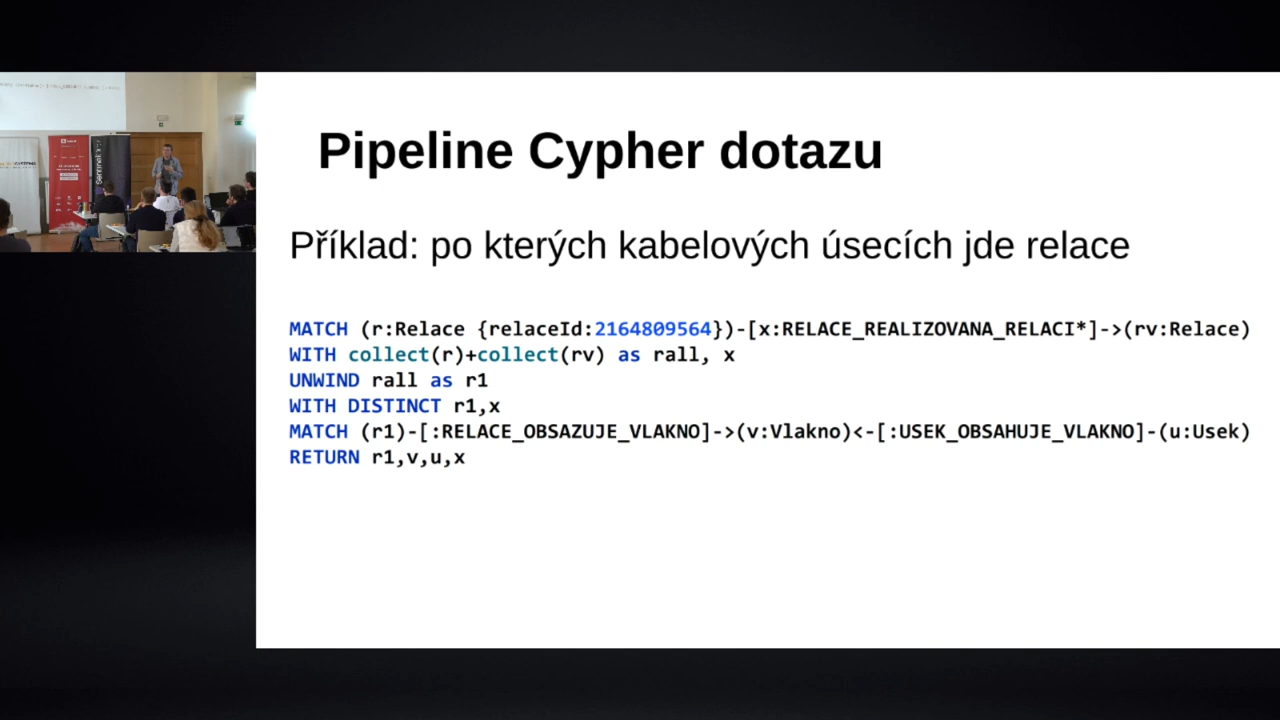 Pipeline Cypher dotazu
Příklad: po kterých kabelových úsecích jde relace
MATCH (r:Relace {relaceId:2164809564})-[x:RELACE_REALIZOVANA_RELACI*]->(rv:Relace)
WITH collect(r)+collect(rv) as rall, x
UNWIND rall as r1
WITH DISTINCT r1,x
MATCH (r1)-[:RELACE_OBSAZUJE_VLAKNO]->(v:Vlakno)<-[:USEK_OBSAHUJE_VLAKNO]-(u:Usek)
RETURN r1,v,u,x